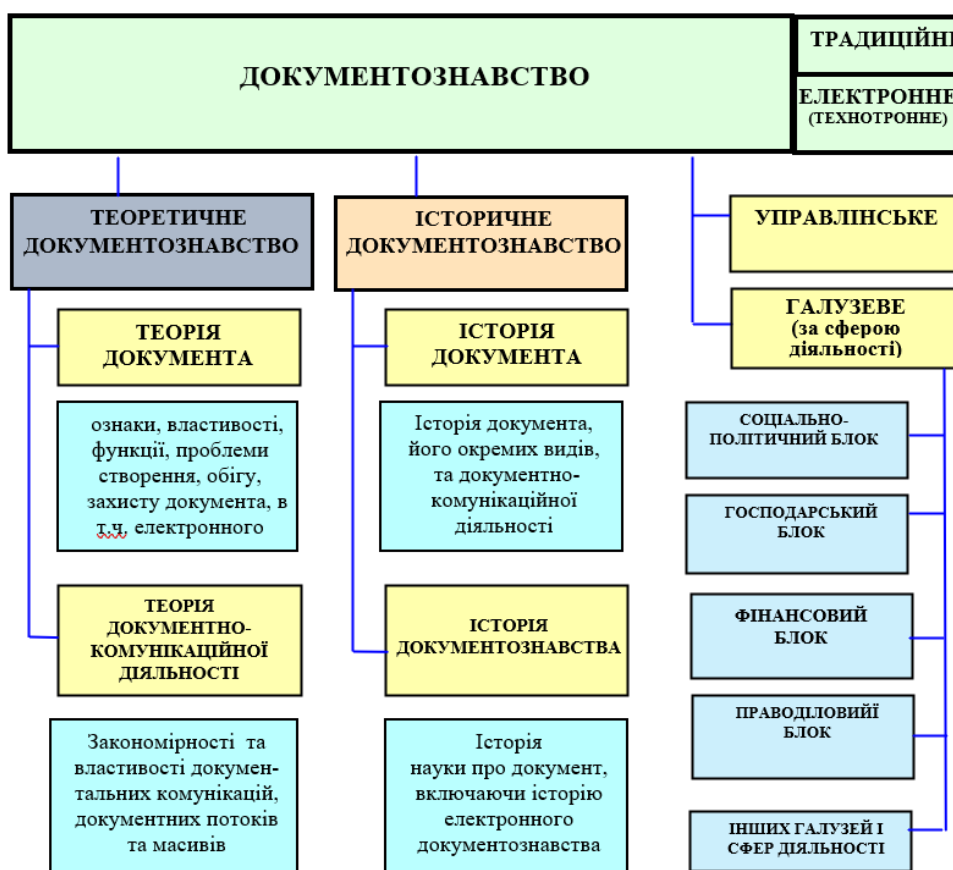 ДОКУМЕНТОЗНАВСТВО
ТРАДИЦІЙНЕ
ЕЛЕКТРОННЕ
(ТЕХНОТРОННЕ)
ТЕОРЕТИЧНЕ
ДОКУМЕНТОЗНАВСТВО
ТЕОРІЯ
ДОКУМЕНТА
ознаки, властивості,
функції, проблеми
створення, обігу,
захисту документа, в
т.ч. електронного
ТЕОРІЯ
ДОКУМЕНТНО-
КОМУНІКАЦІЙНОЇ
ДІЯЛЬНОСТІ
Закономірності та
властивості докумен-
тальних комунікацій,
документних потоків
та масивів
ІСТОРИЧНЕ
ДОКУМЕНТОЗНАВСТВО
ІСТОРІЯ
ДОКУМЕНТА
Історія документа,
його окремих видів,
та документно-
комунікаційної
діяльності
ІСТОРІЯ
ДОКУМЕНТОЗНАВСТВА
Історія
науки про документ,
включаючи історію
електронного
документознавства
УПРАВЛІНСЬКЕ
ГАЛУЗЕВЕ
(за сферою
діяльності)
СОЦІАЛЬНО-
ПОЛІТИЧНИЙ БЛОК
ГОСПОДАРСЬКИЙ
БЛОК
ФІНАНСОВИЙ
БЛОК
ПРАВОДІЛОВИЙЇ
БЛОК
ІНШИХ ГАЛУЗЕЙ І
СФЕР ДІЯЛЬНОСТІ